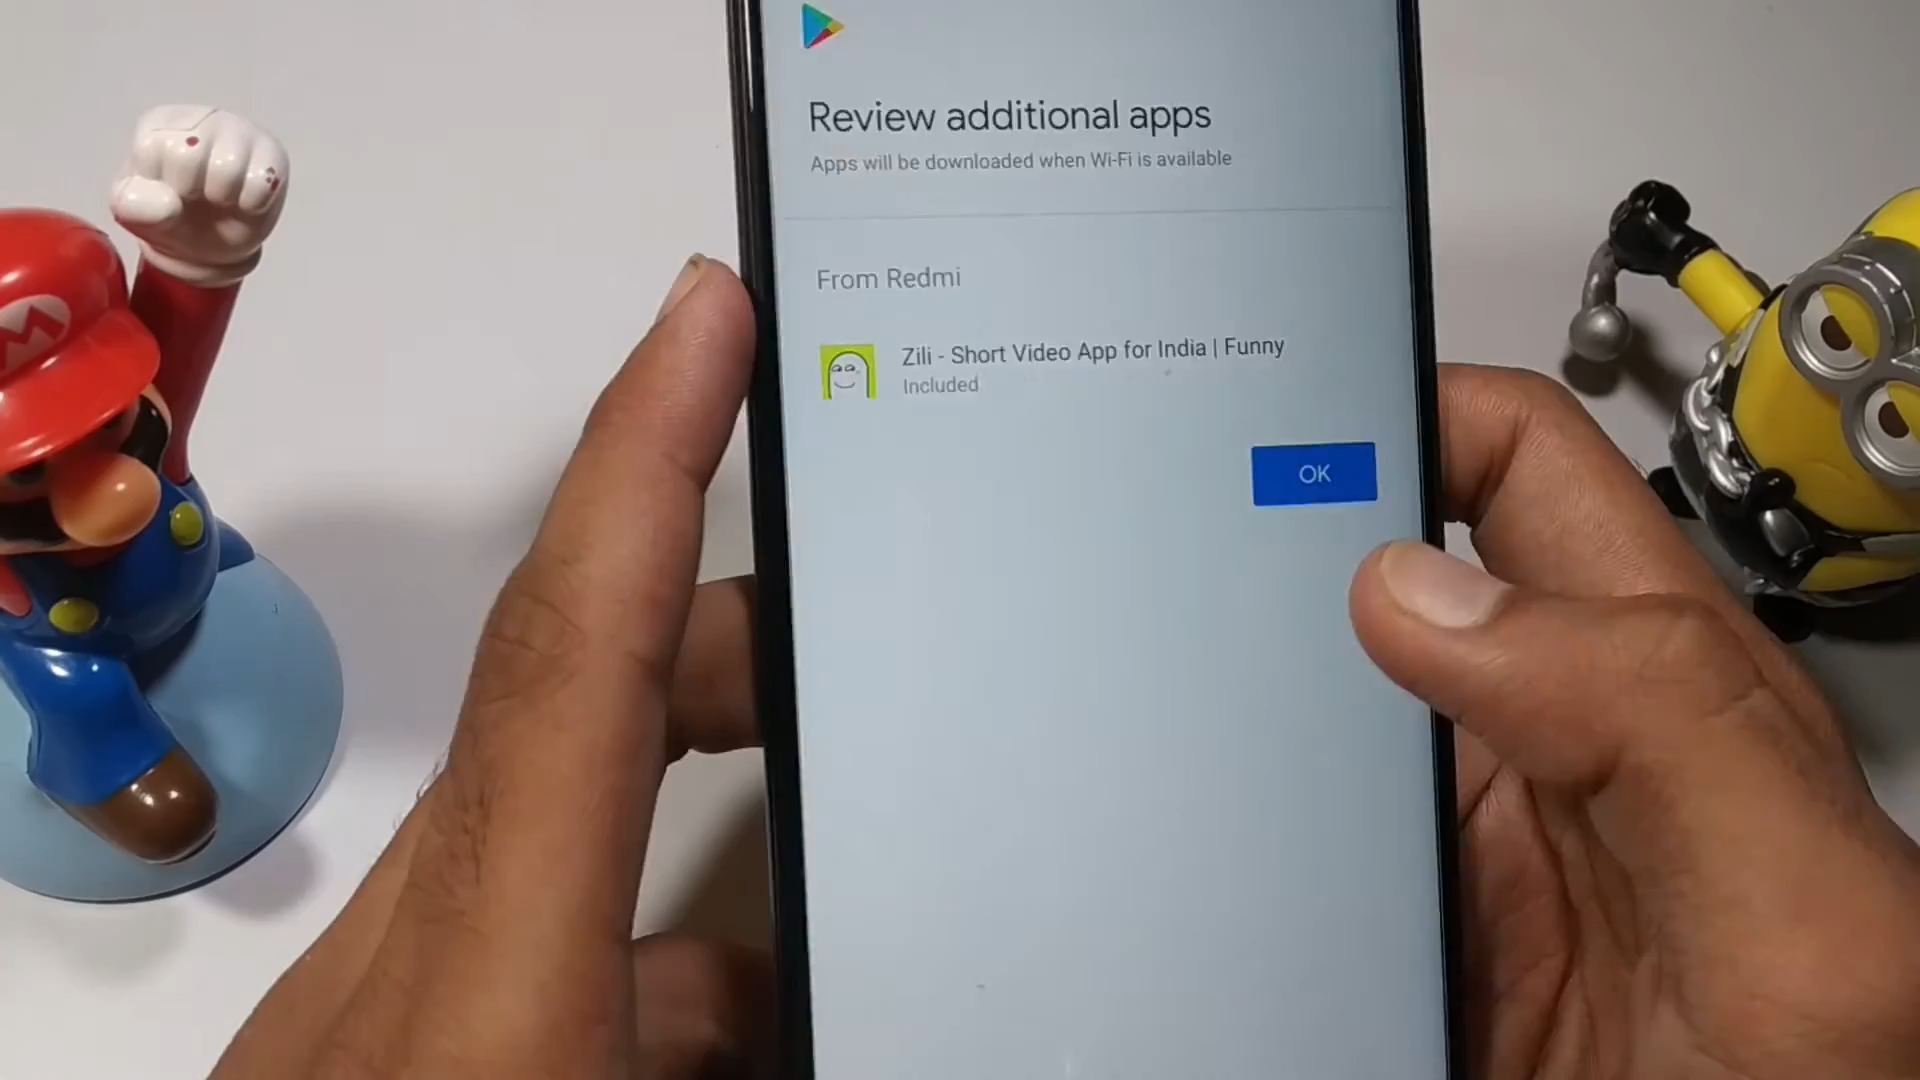 Review additional apps
Apps will be downloaded when Wi-Fi is available
From Redmi
Zili - Short Video App for India | Funny
Included
OK
M